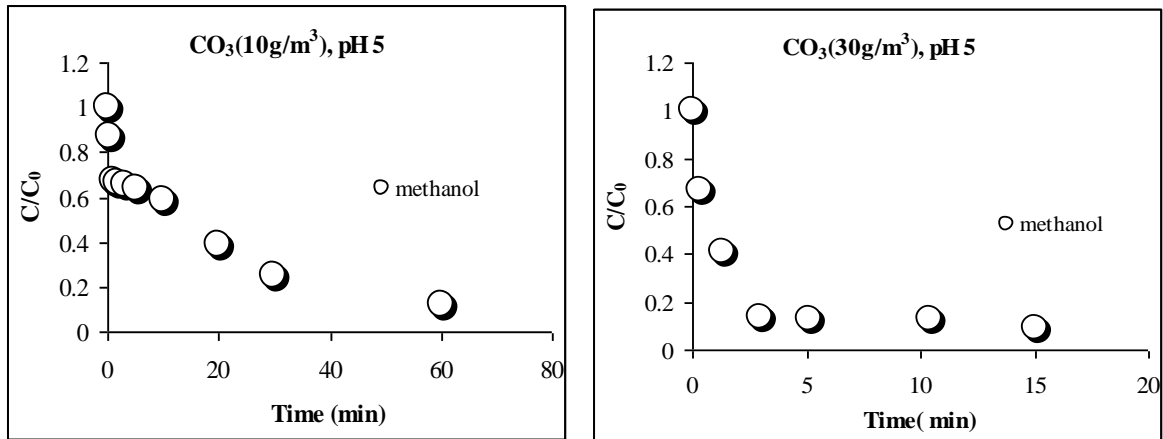 CO₃(10g/m³), pH 5
1.2
1
0.8
0.6
0.4
0.2
0
C/C₀
methanol
0 20 40 60 80
Time (min)
CO₃(30g/m³), pH 5
1.2
1
0.8
0.6
0.4
0.2
0
C/C₀
methanol
0 5 10 15 20
Time( min)